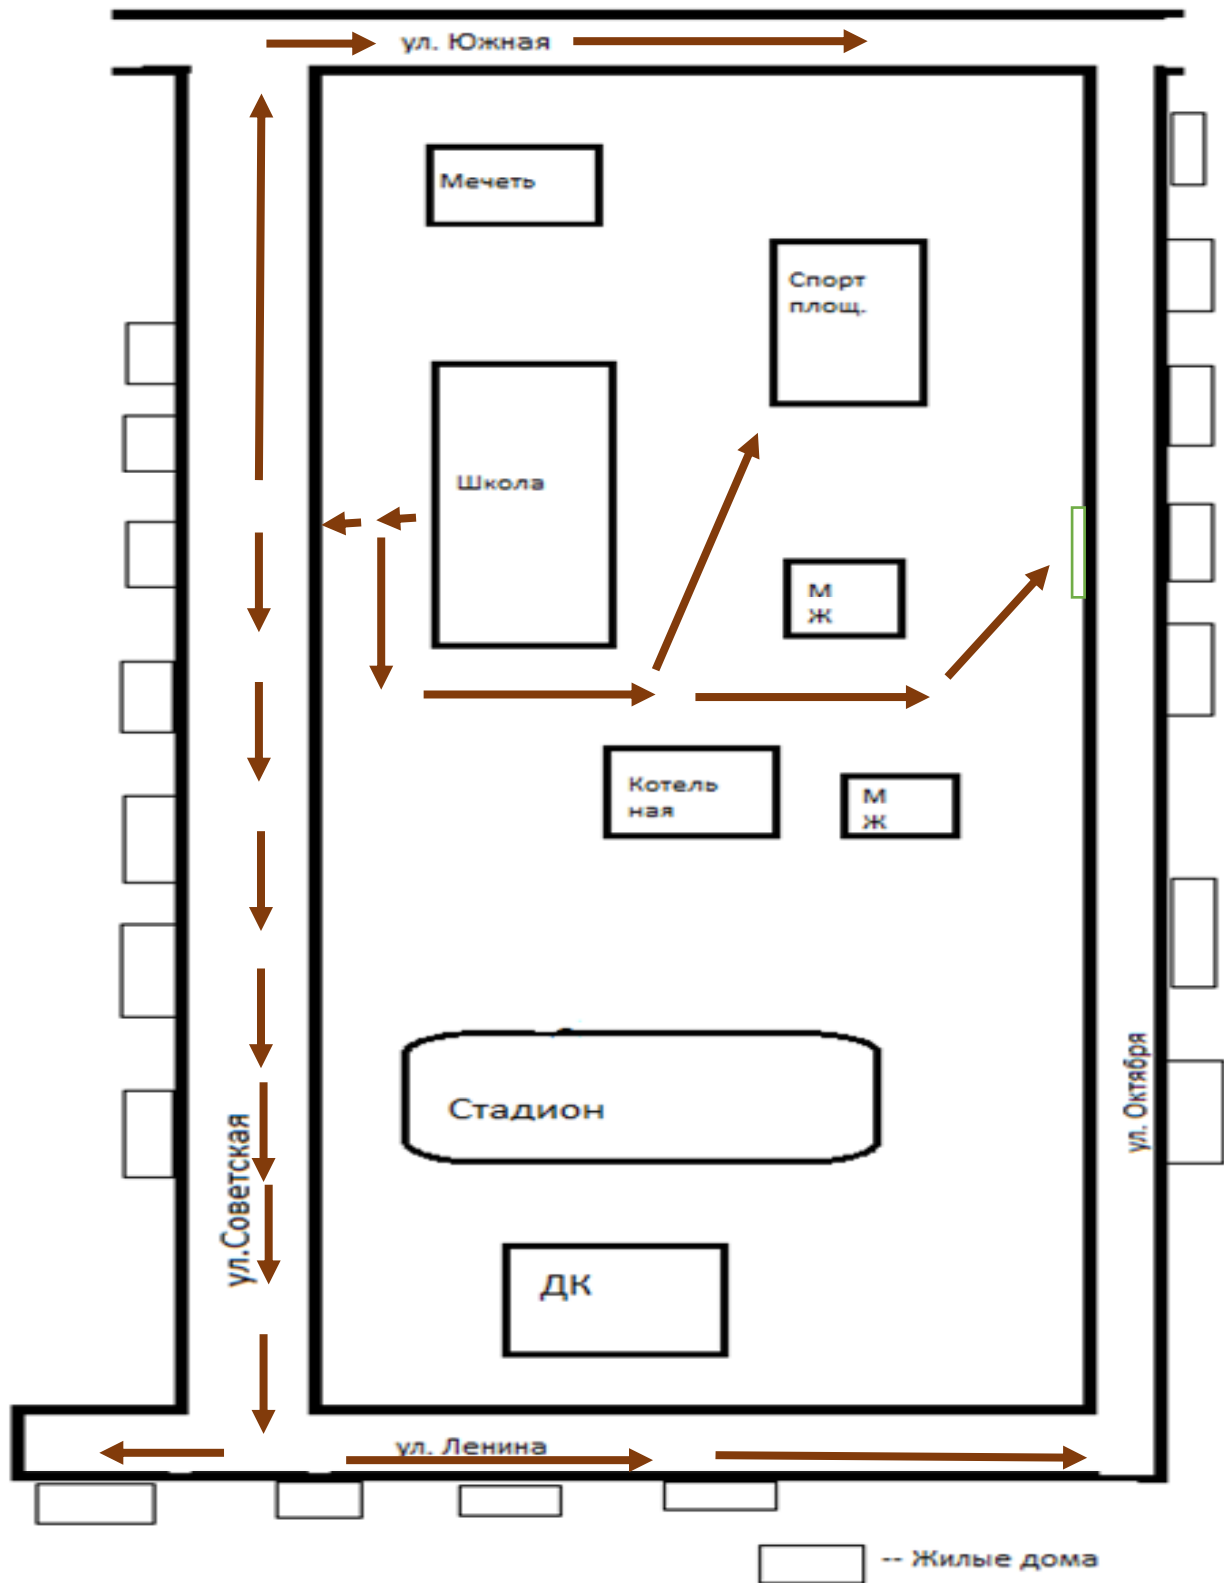 ул. Южная
Мечеть
Спорт
площ.
Школа
М
Ж
Котель
ная
М
Ж
Стадион
ул. Октября
ул.Советская
ДК
ул. Ленина
-- Жилые дома